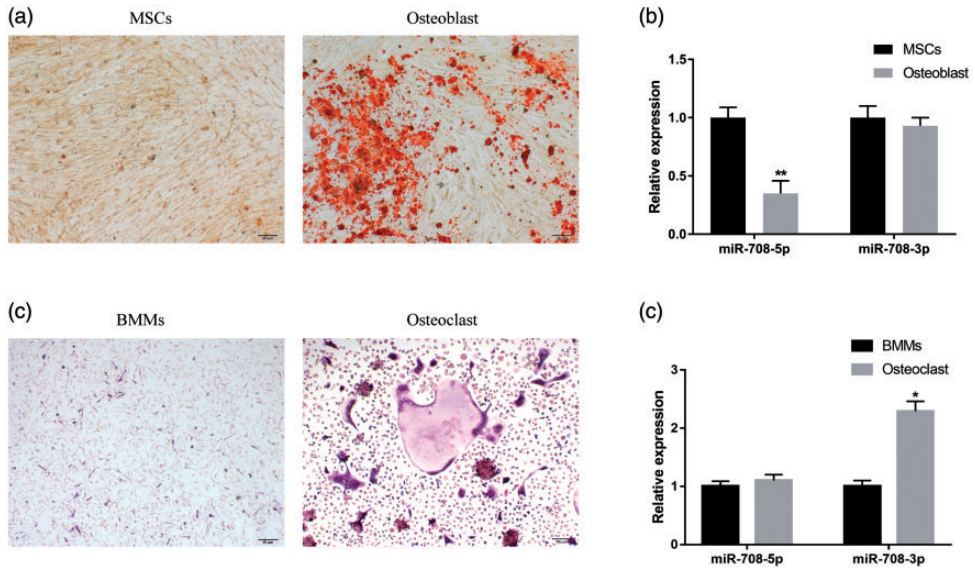 (a)
MSCs
Osteoblast
(b)
MSCs
Osteoblast
Relative expression
1.5
1.0
0.5
0.0
**
miR-708-5p
miR-708-3p
(c)
BMMs
Osteoclast
(c)
BMMs
Osteoclast
Relative expression
3
2
1
0
*
miR-708-5p
miR-708-3p